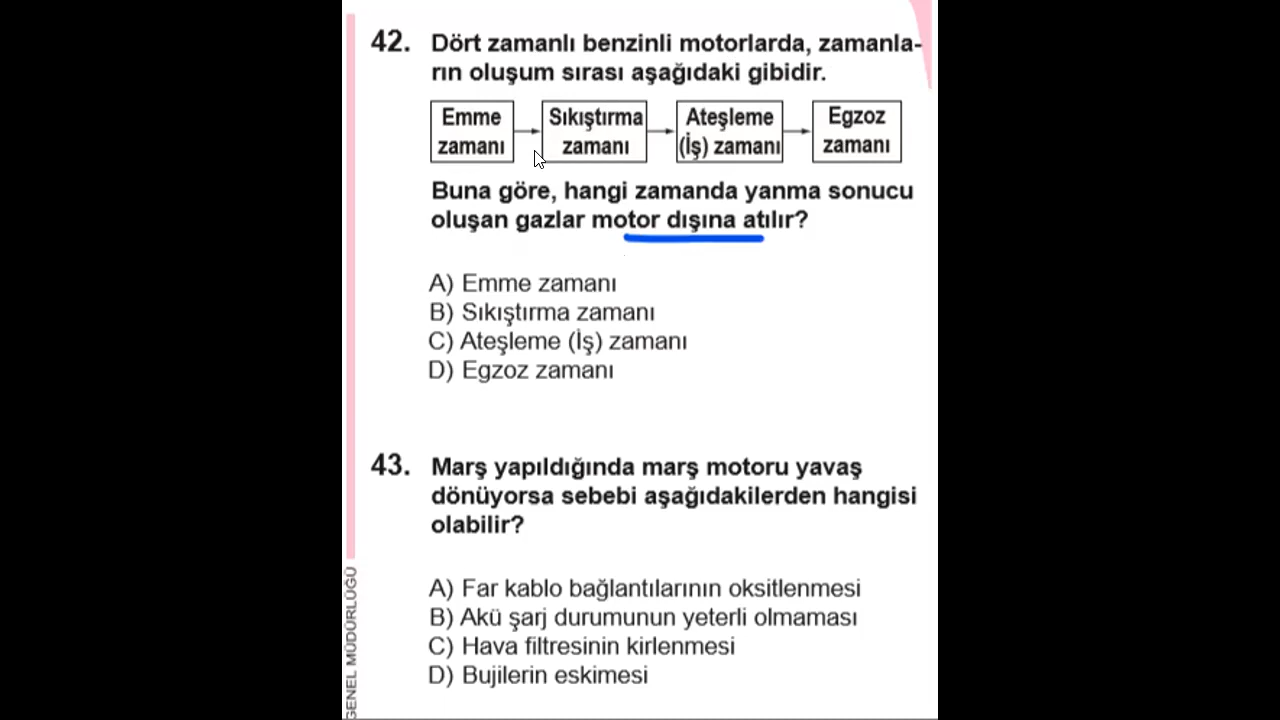 42. Dört zamanlı benzinli motorlarda, zamanla-
rın oluşum sırası aşağıdaki gibidir.
Emme
zamanı
Sıkıştırma
zamanı
Ateşleme
(İş) zamanı
Egzoz
zamanı
Buna göre, hangi zamanda yanma sonucu
oluşan gazlar motor dışına atılır?
A) Emme zamanı
B) Sıkıştırma zamanı
C) Ateşleme (İş) zamanı
D) Egzoz zamanı
43. Marş yapıldığında marş motoru yavaş
dönüyorsa sebebi aşağıdakilerden hangisi
olabilir?
A) Far kablo bağlantılarının oksitlenmesi
B) Akü şarj durumunun yeterli olmaması
C) Hava filtresinin kirlenmesi
D) Bujilerin eskimesi
GENEL MÜDÜRLÜĞÜ